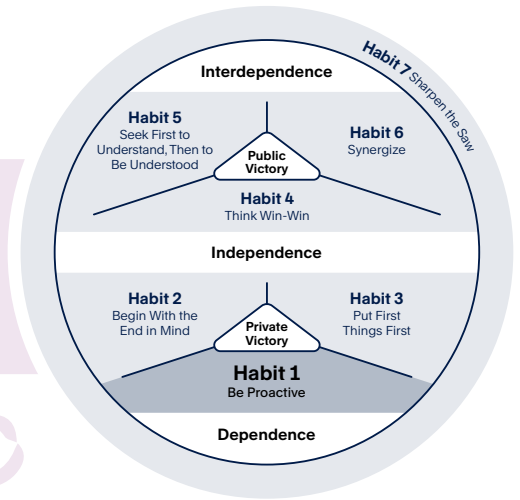 Interdependence
Habit 7 Sharpen the Saw
Habit 5
Seek First to
Understand, Then to
Be Understood
Habit 6
Synergize
Public
Victory
Habit 4
Think Win-Win
Independence
Habit 2
Begin With the
End in Mind
Habit 3
Put First
Things First
Private
Victory
Habit 1
Be Proactive
Dependence